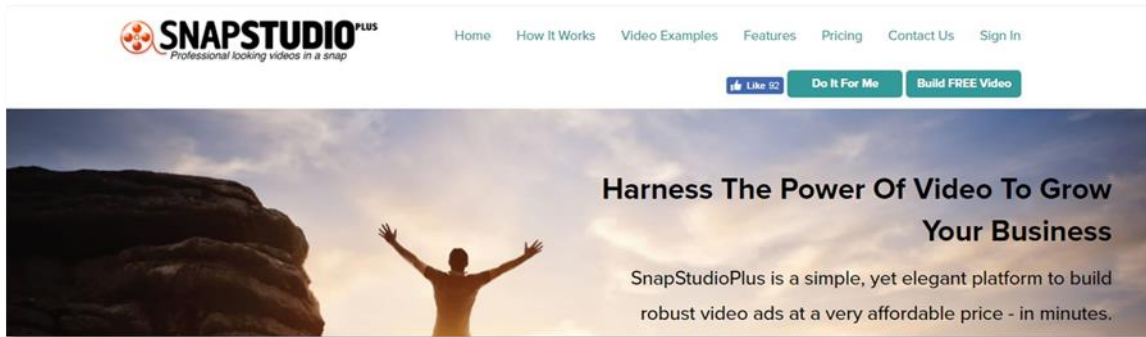 SNAPSTUDIO PLUS
Professional looking videos in a snap
Home How It Works Video Examples Features Pricing Contact Us Sign In
Like 92 Do It For Me Build FREE Video
Harness The Power Of Video To Grow
Your Business
SnapStudioPlus is a simple, yet elegant platform to build
robust video ads at a very affordable price - in minutes.